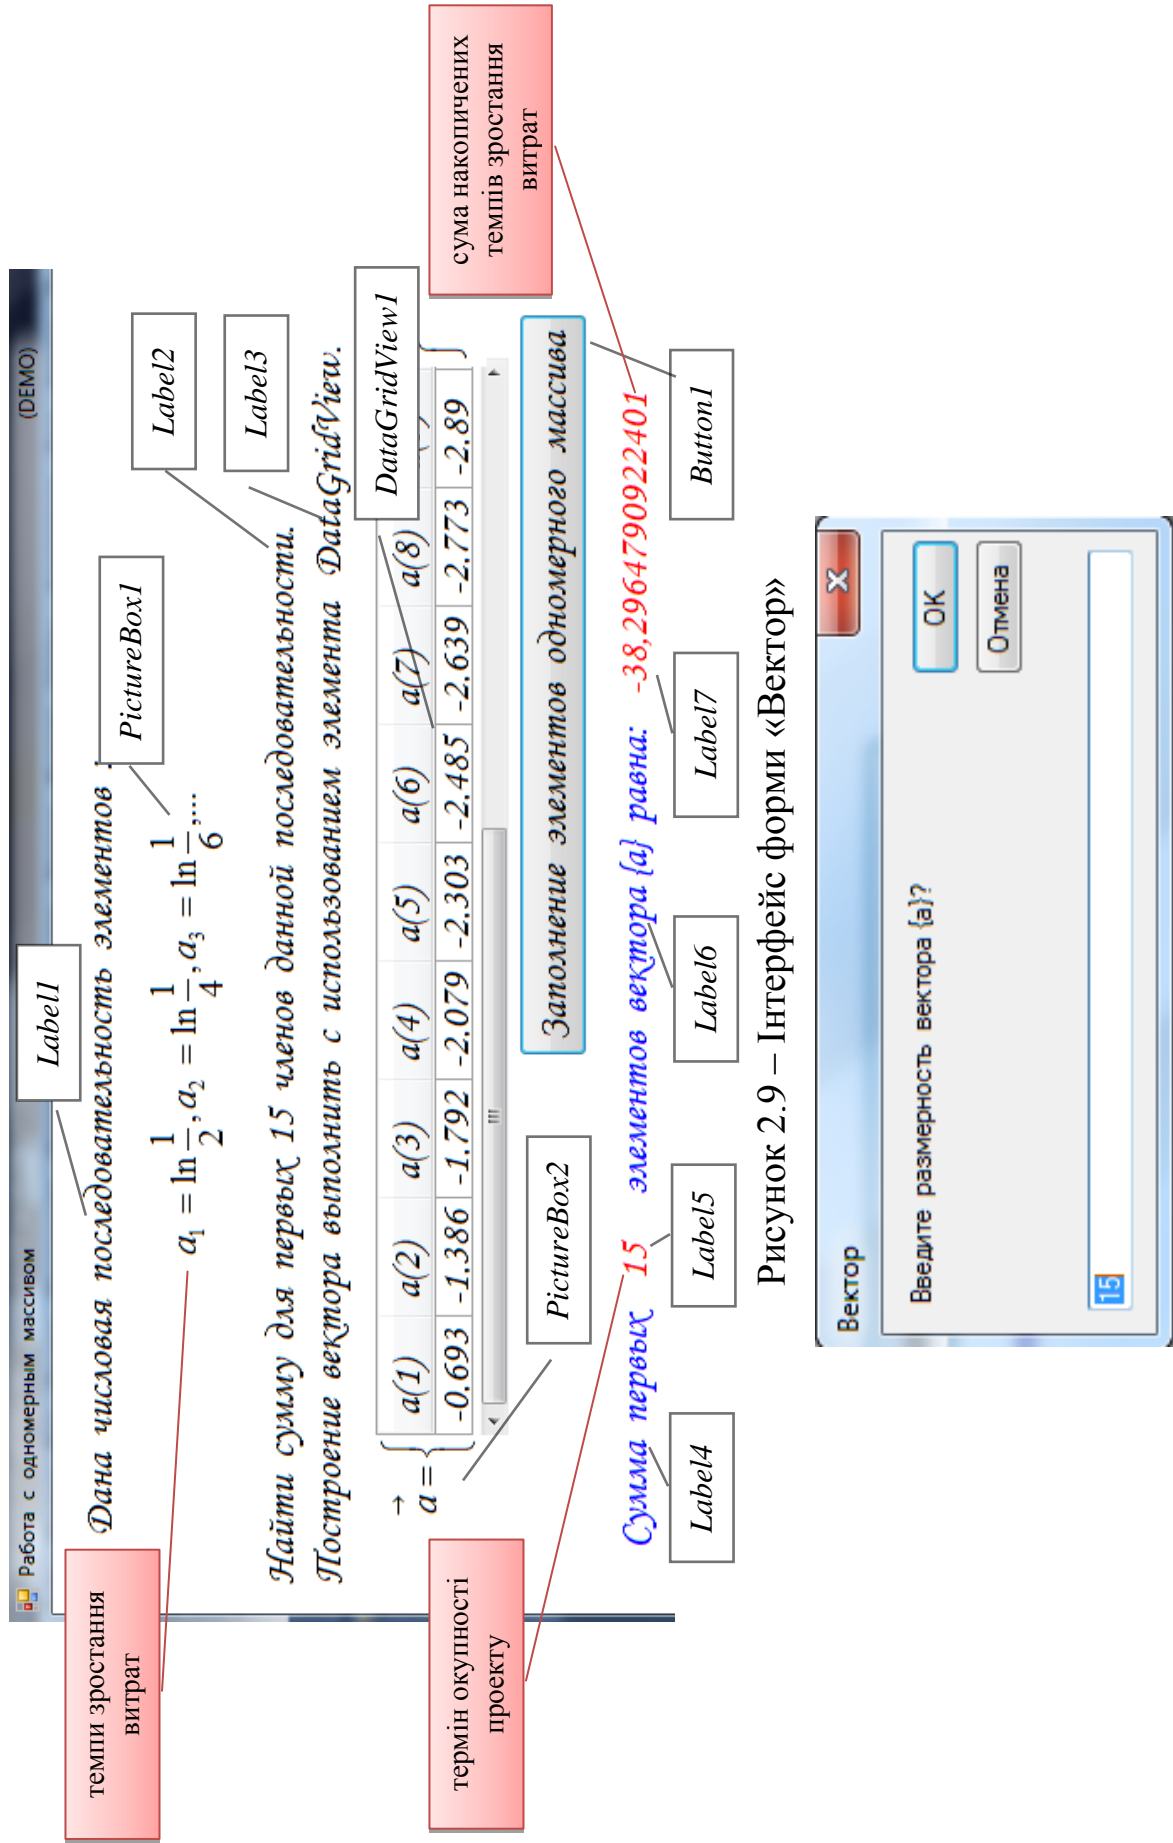 Работа с одномерным массивом (DEMO)
Label1
темпи зростання
витрат
Дана числовая последовательность элементов :
PictureBox1
Label2
a₁ = ln 1/2, a₂ = ln 1/4, a₃ = ln 1/6,...
Label3
Найти сумму для первых 15 членов данной последовательности.
Построение вектора выполнить с использованием элемента DataGridView.
DataGridView1
a(1) a(2) a(3) a(4) a(5) a(6) a(7) a(8)
a =
-0.693 -1.386 -1.792 -2.079 -2.303 -2.485 -2.639 -2.773 -2.89
термін окупності
проекту
сума накопичених
темпів зростання
витрат
PictureBox2
Заполнение элементов одномерного массива
Сумма первых 15 элементов вектора {a} равна: -38,2964790922401
Label4
Label5
Label6
Label7
Button1
Рисунок 2.9 – Інтерфейс форми «Вектор»
Вектор
Введите размерность вектора {a}?
OK
Отмена
15